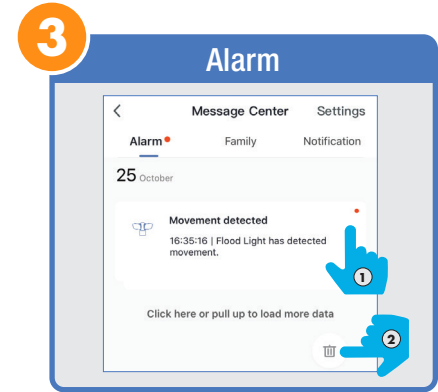 3
Alarm
Message Center Settings
Alarm Family Notification
25 October
Movement detected
16:35:16 | Flood Light has detected
movement.
1
Click here or pull up to load more data
2